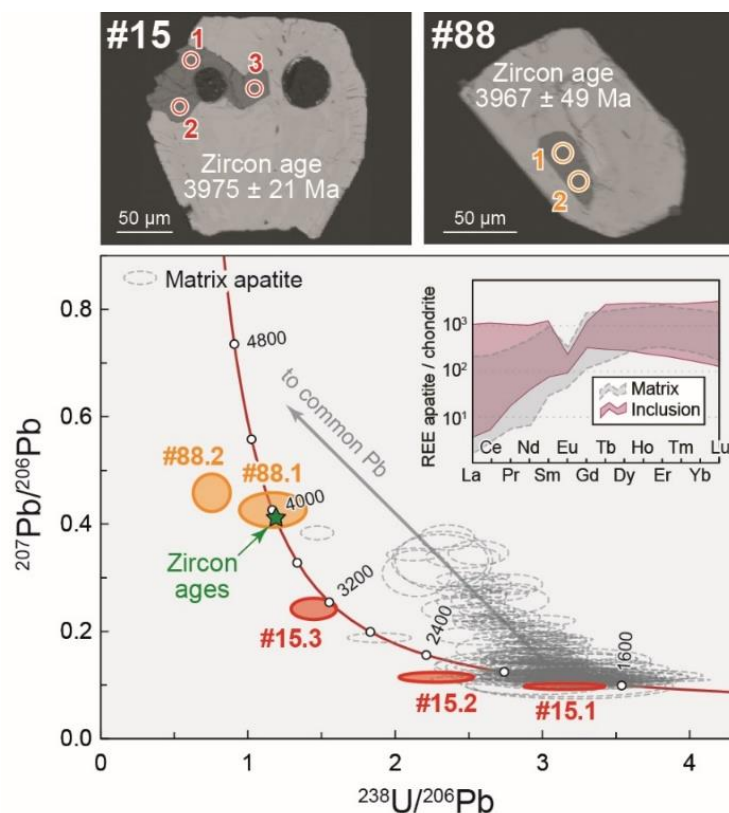 #15
1
3
2
Zircon age
3975 ± 21 Ma
50 µm
#88
Zircon age
3967 ± 49 Ma
1
2
50 µm
Matrix apatite
4800
to common Pb
#88.2
#88.1
4000
Zircon
ages
3200
#15.3
2400
#15.2
1600
#15.1
0.8
0.6
0.4
0.2
0.0
207Pb/206Pb
0
1
2
3
4
238U/206Pb
REE apatite / chondrite
10³
10²
10¹
Matrix
Inclusion
Ce Nd Eu Tb Ho Tm Lu
La Pr Sm Gd Dy Er Yb